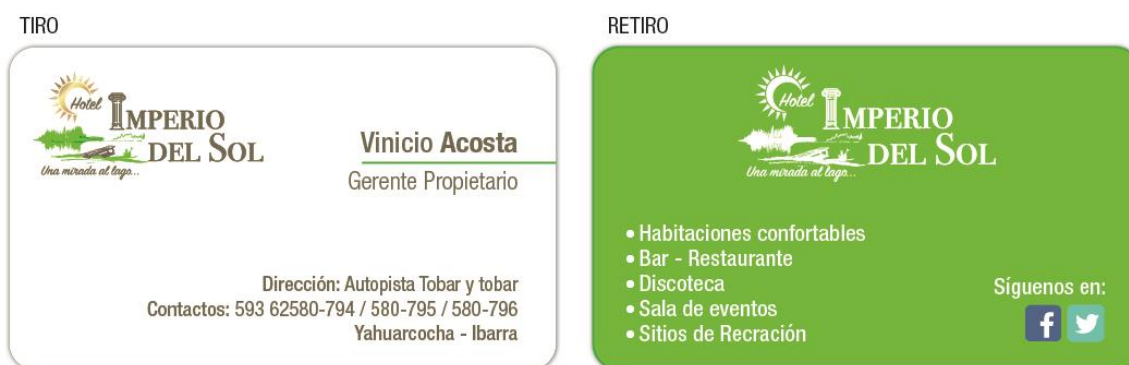 TIRO
Hotel
IMPERIO
DEL SOL
Una mirada al lago...
Vinicio Acosta
Gerente Propietario
Dirección: Autopista Tobar y tobar
Contactos: 593 62580-794 / 580-795 / 580-796
Yahuarcocha - Ibarra
RETIRO
Hotel
IMPERIO
DEL SOL
Una mirada al lago...
• Habitaciones confortables
• Bar - Restaurante
• Discoteca
• Sala de eventos
• Sitios de Recración
Síguenos en:
f